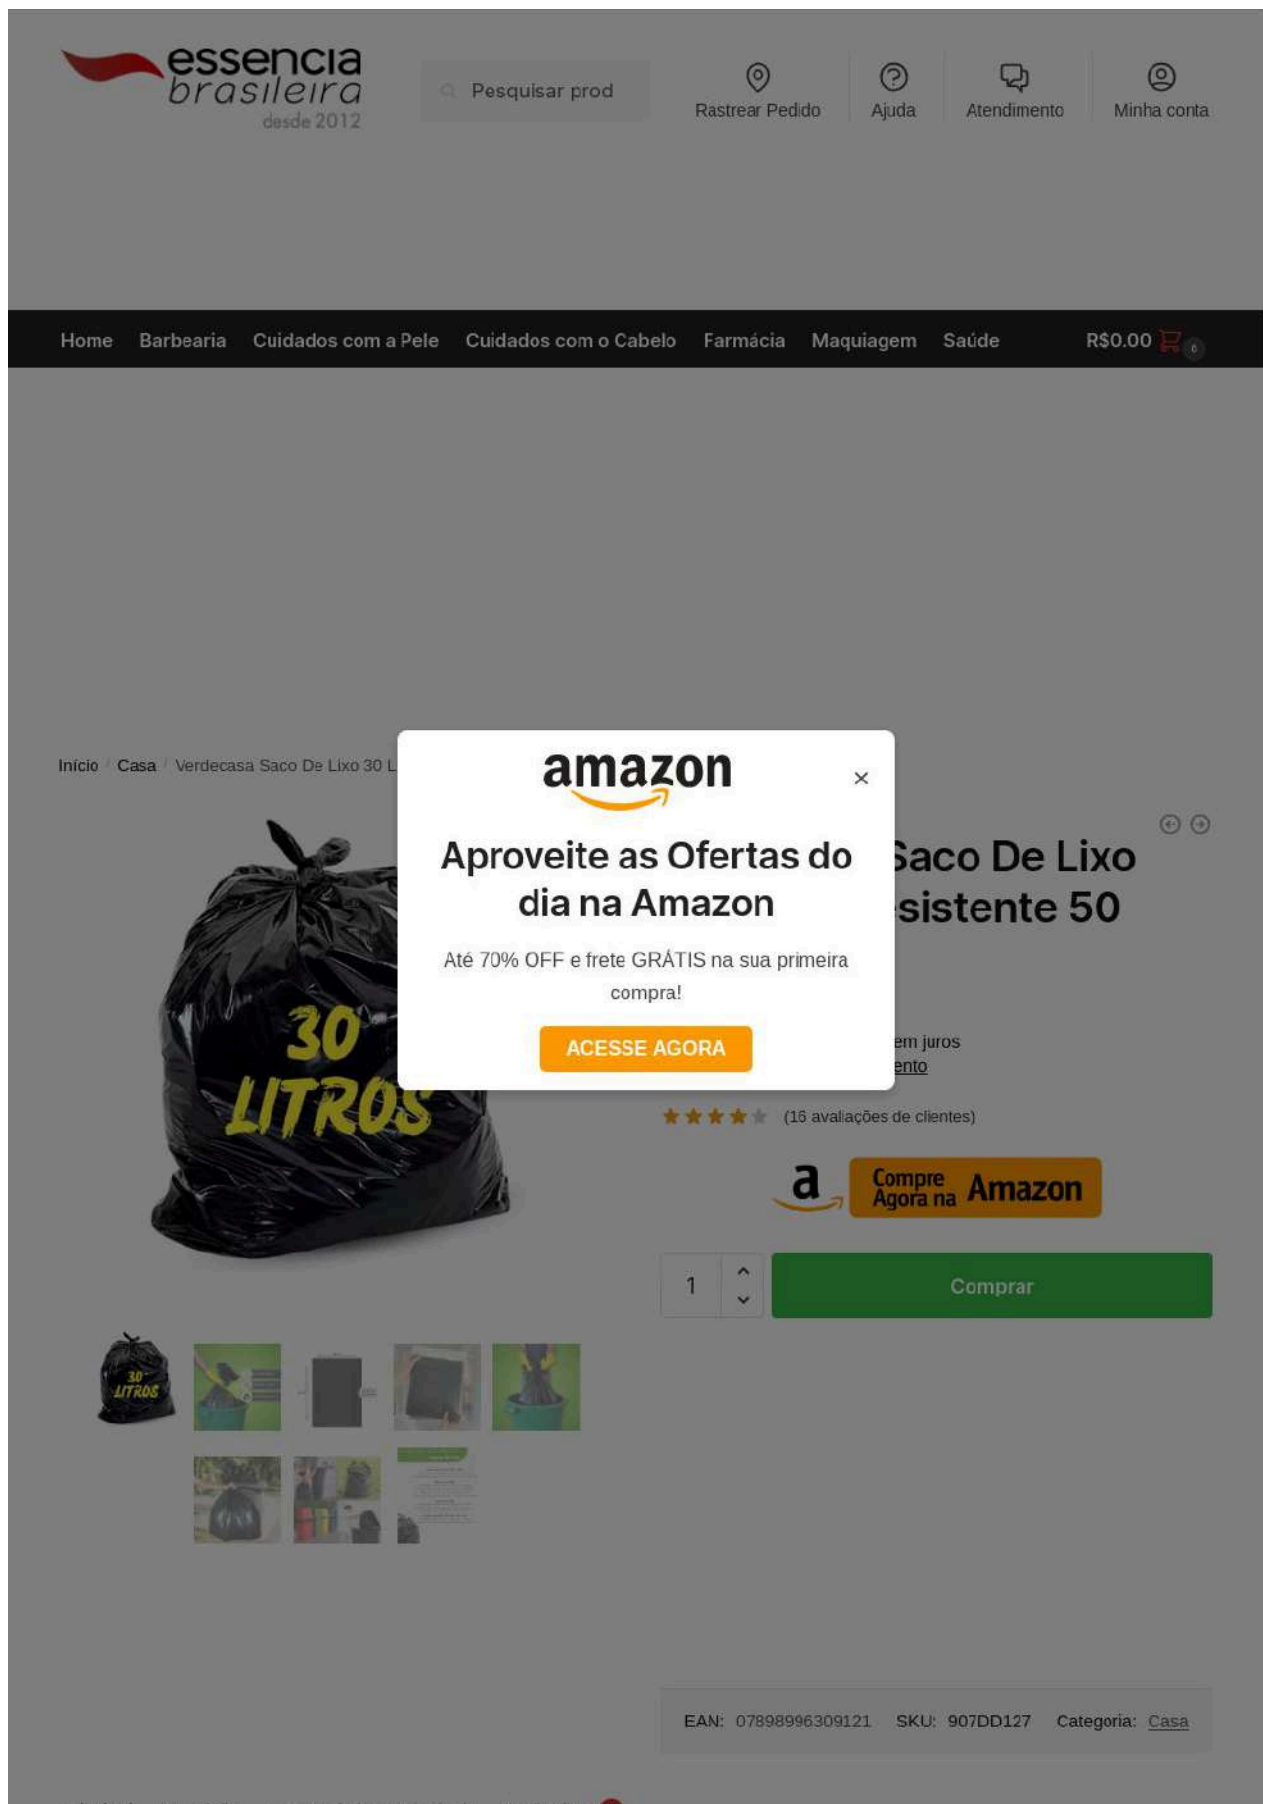 essencia
brasileira
desde 2012
Pesquisar prod
Rastrear Pedido
Ajuda
Atendimento
Minha conta
Home Barbearia Cuidados com a Pele Cuidados com o Cabelo Farmácia Maquiagem Saúde R$0.00 0
Início / Casa / Verdecasa Saco De Lixo 30 L
amazon
×
Aproveite as Ofertas do
dia na Amazon
Até 70% OFF e frete GRÁTIS na sua primeira
compra!
ACESSE AGORA
Saco De Lixo
sistente 50
em juros
ento
(16 avaliações de clientes)
a
Compre
Agora na Amazon
1
Comprar
30
LITROS
30
LITROS
EAN: 07898996309121 SKU: 907DD127 Categoria: Casa